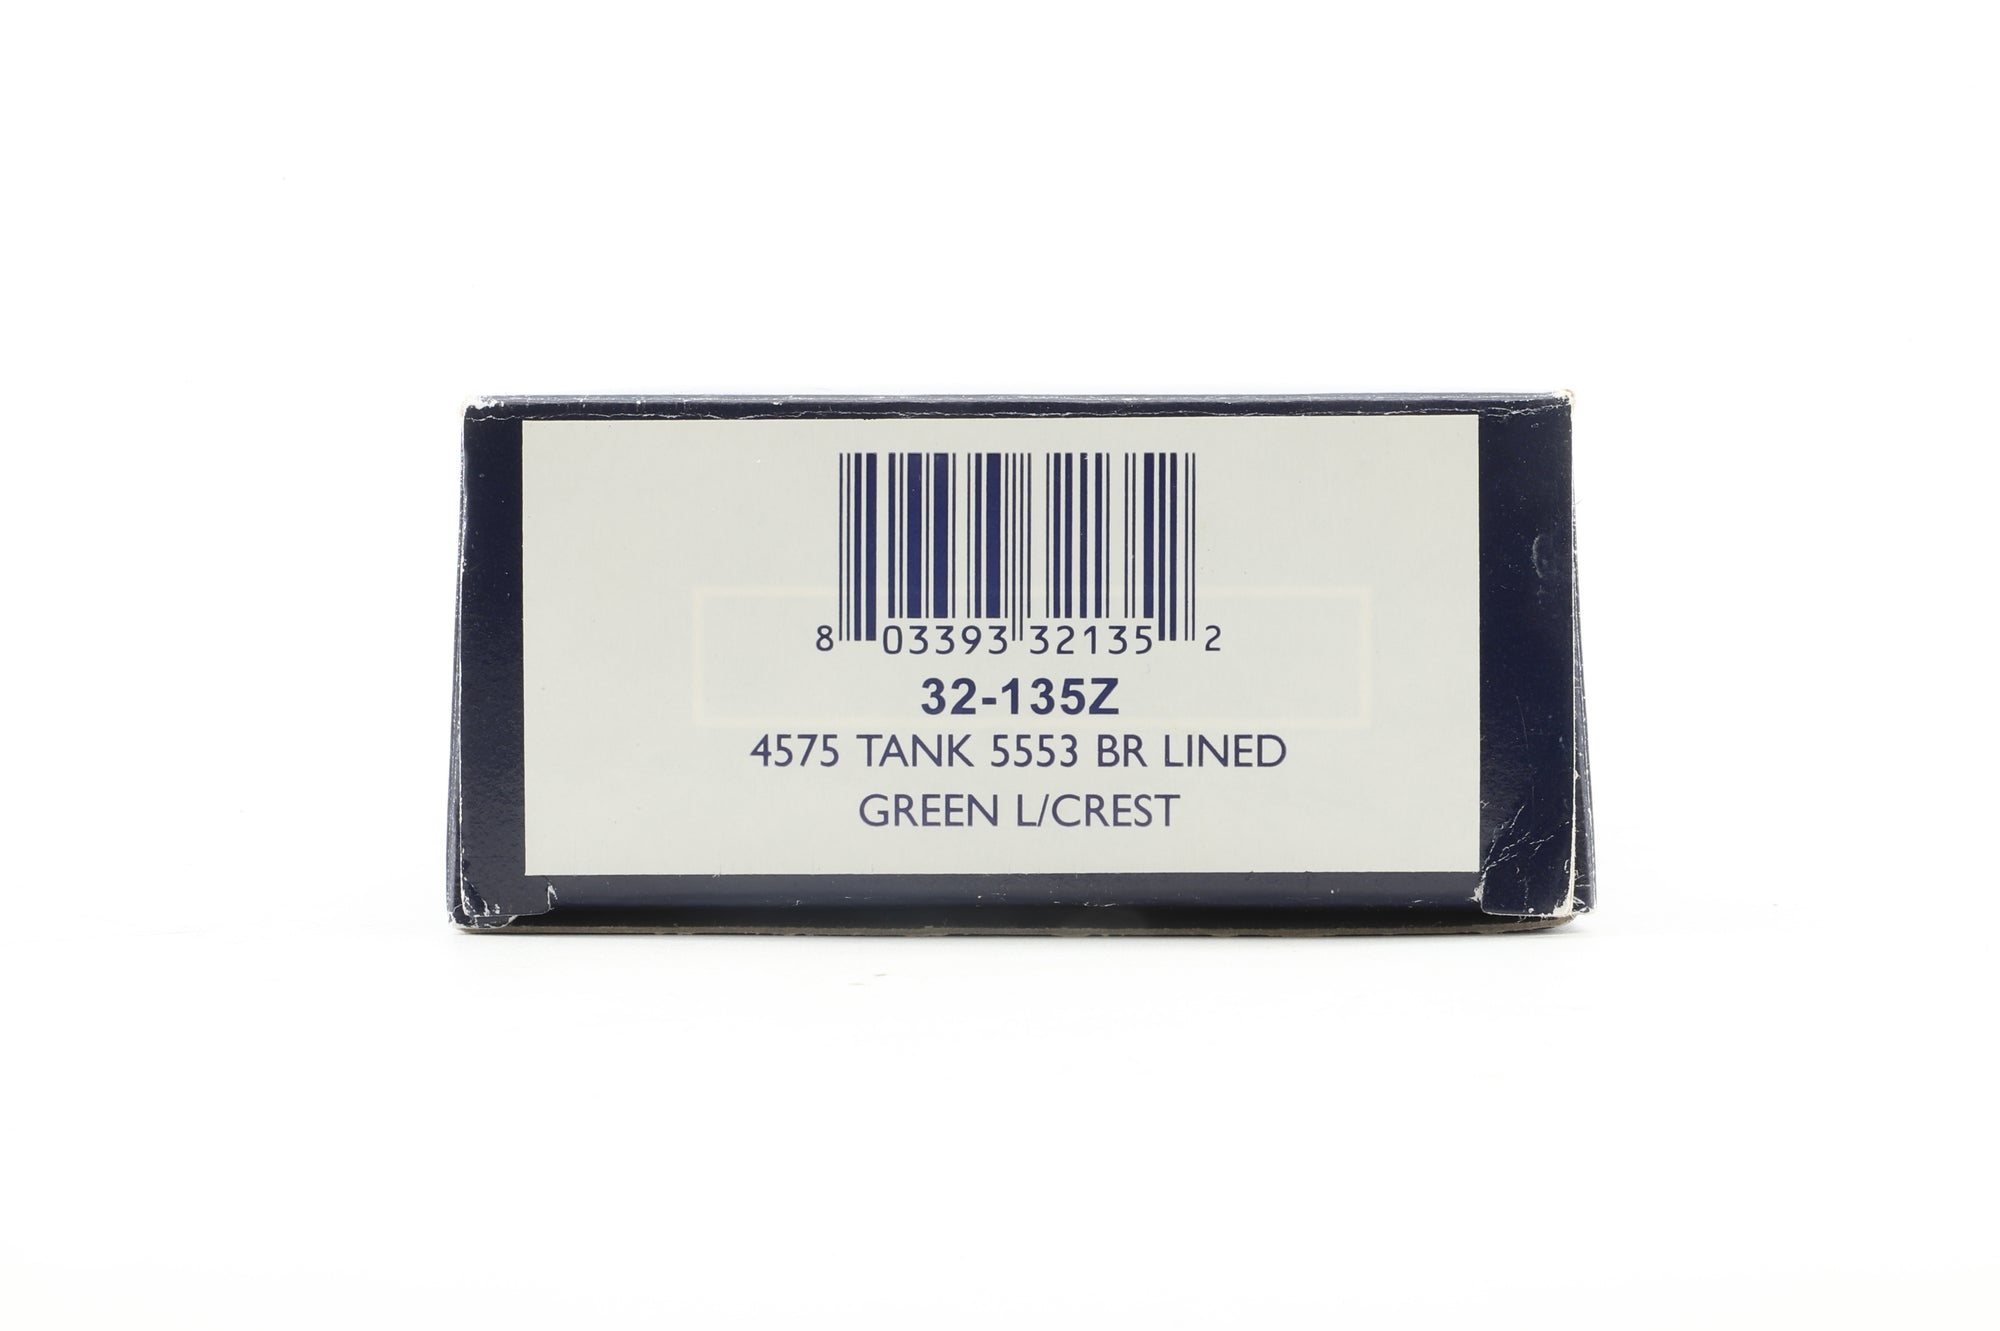 8 03393 32135 2
32-135Z
4575 TANK 5553 BR LINED
GREEN L/CREST